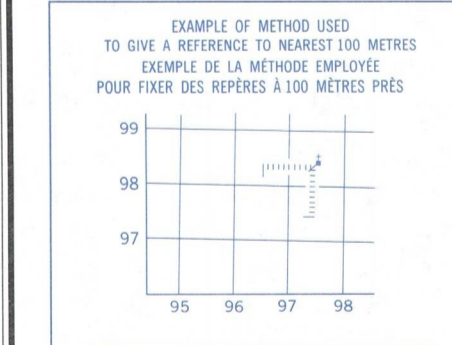 EXAMPLE OF METHOD USED
TO GIVE A REFERENCE TO NEAREST 100 METRES
EXEMPLE DE LA MÉTHODE EMPLOYÉE
POUR FIXER DES REPÈRES À 100 MÈTRES PRÈS
99
98
97
95 96 97 98